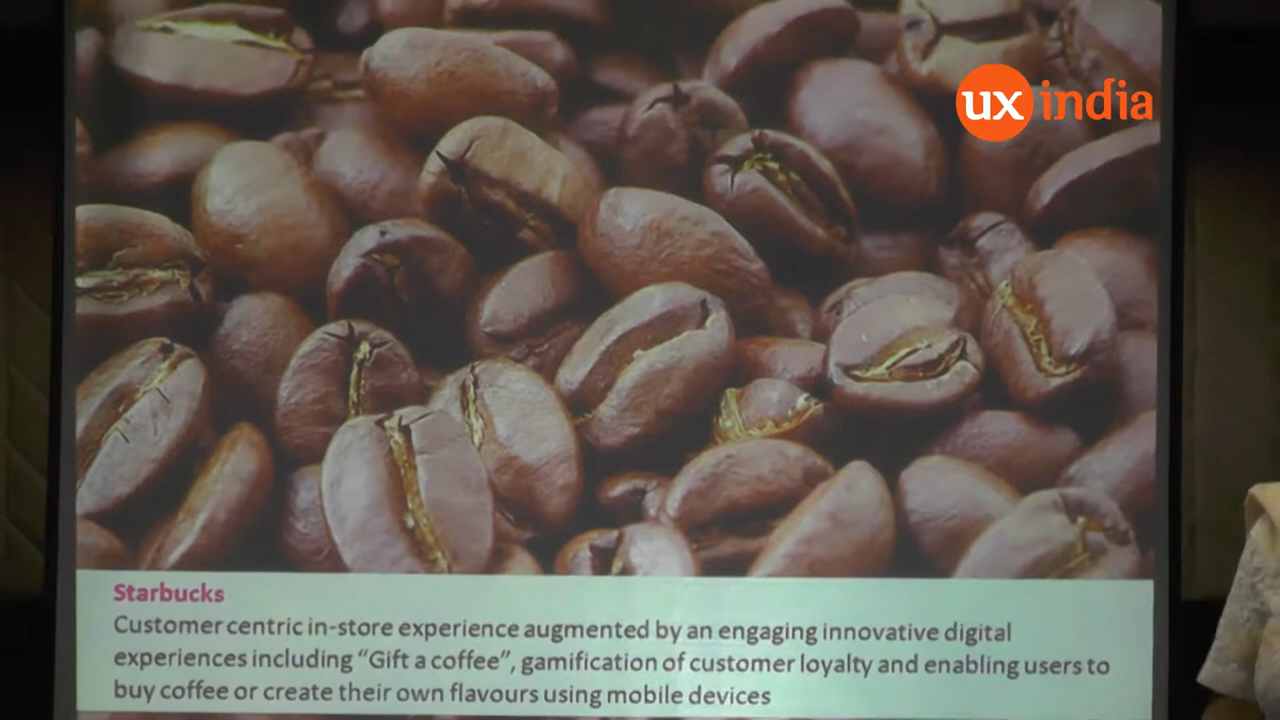 ux india
Starbucks
Customer centric in-store experience augmented by an engaging innovative digital
experiences including “Gift a coffee”, gamification of customer loyalty and enabling users to
buy coffee or create their own flavours using mobile devices